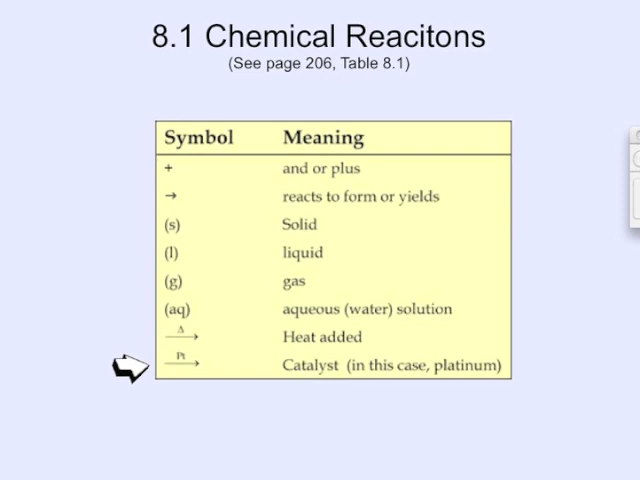 8.1 Chemical Reacitons
(See page 206, Table 8.1)
Symbol Meaning
+ and or plus
→ reacts to form or yields
(s) Solid
(l) liquid
(g) gas
(aq) aqueous (water) solution
Δ
→ Heat added
Pt
→ Catalyst (in this case, platinum)